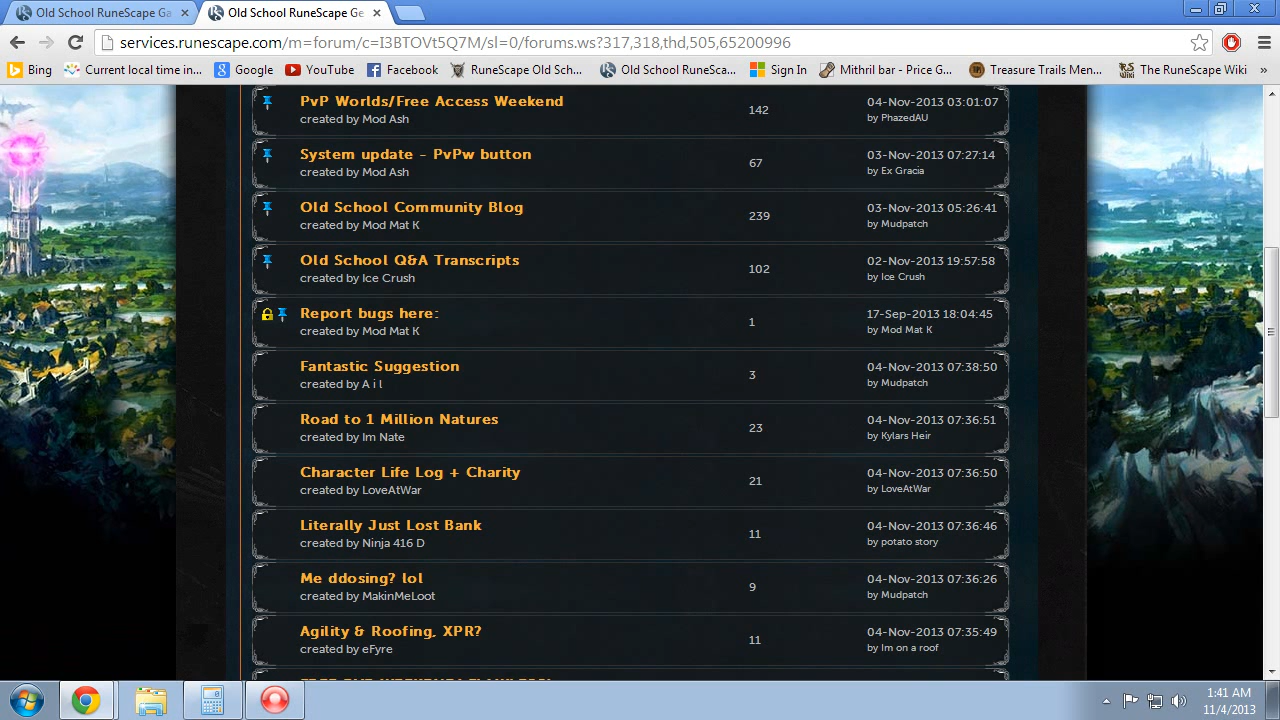 Old School RuneScape Ga
Old School RuneScape Ge
services.runescape.com/m=forum/c=I3BTOVt5Q7M/sl=0/forums.ws?317,318,thd,505,65200996
Bing Current local time in... Google YouTube Facebook RuneScape Old Sch... Old School RuneSca... Sign In Mithril bar - Pric G... Treasure Trails Men... RS Wiki The RuneScape Wiki »
PvP Worlds/Free Access Weekend
created by Mod Ash
142
04-Nov-2013 03:01:07
by PhazedAU
System update - PvPw button
created by Mod Ash
67
03-Nov-2013 07:27:14
by Ex Gracia
Old School Community Blog
created by Mod Mat K
239
03-Nov-2013 05:26:41
by Mudpatch
Old School Q&A Transcripts
created by Ice Crush
102
02-Nov-2013 19:57:58
by Ice Crush
Report bugs here:
created by Mod Mat K
1
17-Sep-2013 18:04:45
by Mod Mat K
Fantastic Suggestion
created by A i l
3
04-Nov-2013 07:38:50
by Mudpatch
Road to 1 Million Natures
created by Im Nate
23
04-Nov-2013 07:36:51
by Kylars Heir
Character Life Log + Charity
created by LoveAtWar
21
04-Nov-2013 07:36:50
by LoveAtWar
Literally Just Lost Bank
created by Ninja 416 D
11
04-Nov-2013 07:36:46
by potato story
Me ddosing? lol
created by MakinMeLoot
9
04-Nov-2013 07:36:26
by Mudpatch
Agility & Roofing, XPR?
created by eFyre
11
04-Nov-2013 07:35:49
by Im on a roof
1:41 AM
11/4/2013